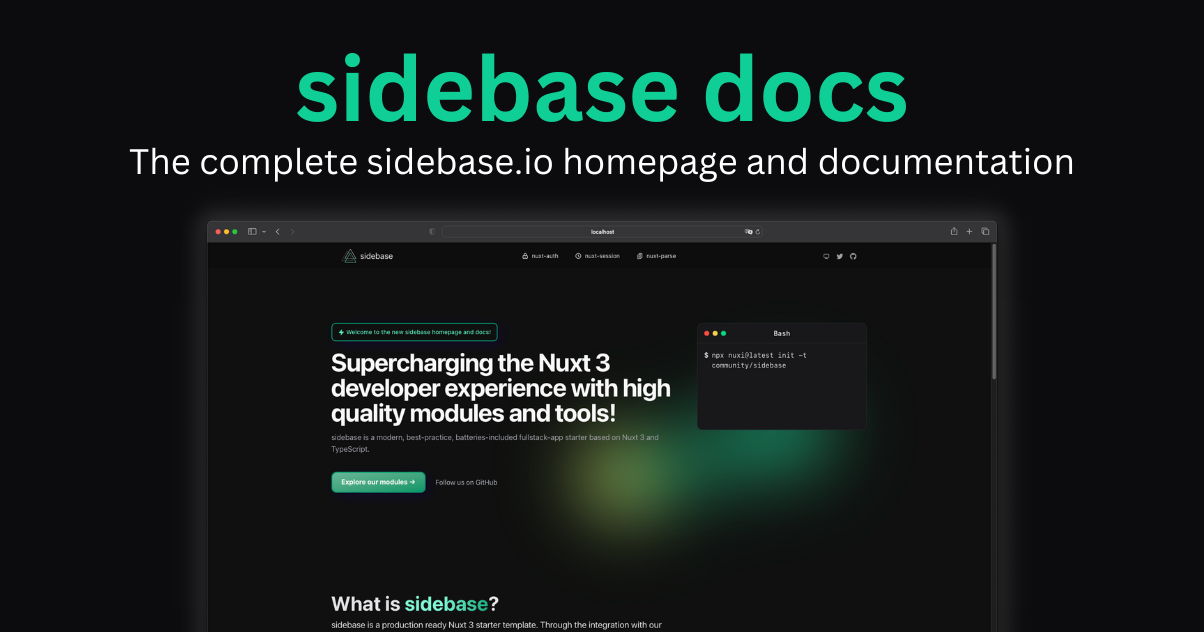 sidebase docs
The complete sidebase.io homepage and documentation
localhost
sidebase
nuxt-auth
nuxt-session
nuxt-parse
Welcome to the new sidebase homepage and docs!
Supercharging the Nuxt 3
developer experience with high
quality modules and tools!
sidebase is a modern, best-practice, batteries-included fullstack-app starter based on Nuxt 3 and
TypeScript.
Explore our modules →
Follow us on GitHub
Bash
$ npx nuxi@latest init -t
community/sidebase
What is sidebase?
sidebase is a production ready Nuxt 3 starter template. Through the integration with our